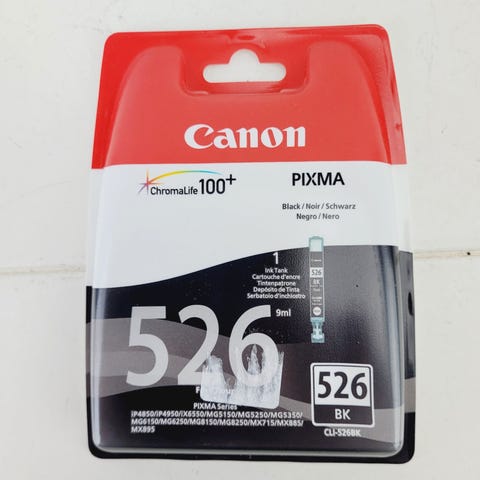 Canon
ChromaLife100+
PIXMA
Black / Noir / Schwarz
Negro / Nero
1
Ink Tank
Cartouche d'encre
Tintenpatrone
Depósito de Tinta
Serbatoio d'inchiostro
9ml
Canon
526
BK
526
526
BK
CLI-526BK
PIXMA Series
iP4850/iP4950/iX6550/MG5150/MG5250/MG5350/
MG6150/MG6250/MG8150/MG8250/MX715/MX885/
MX895